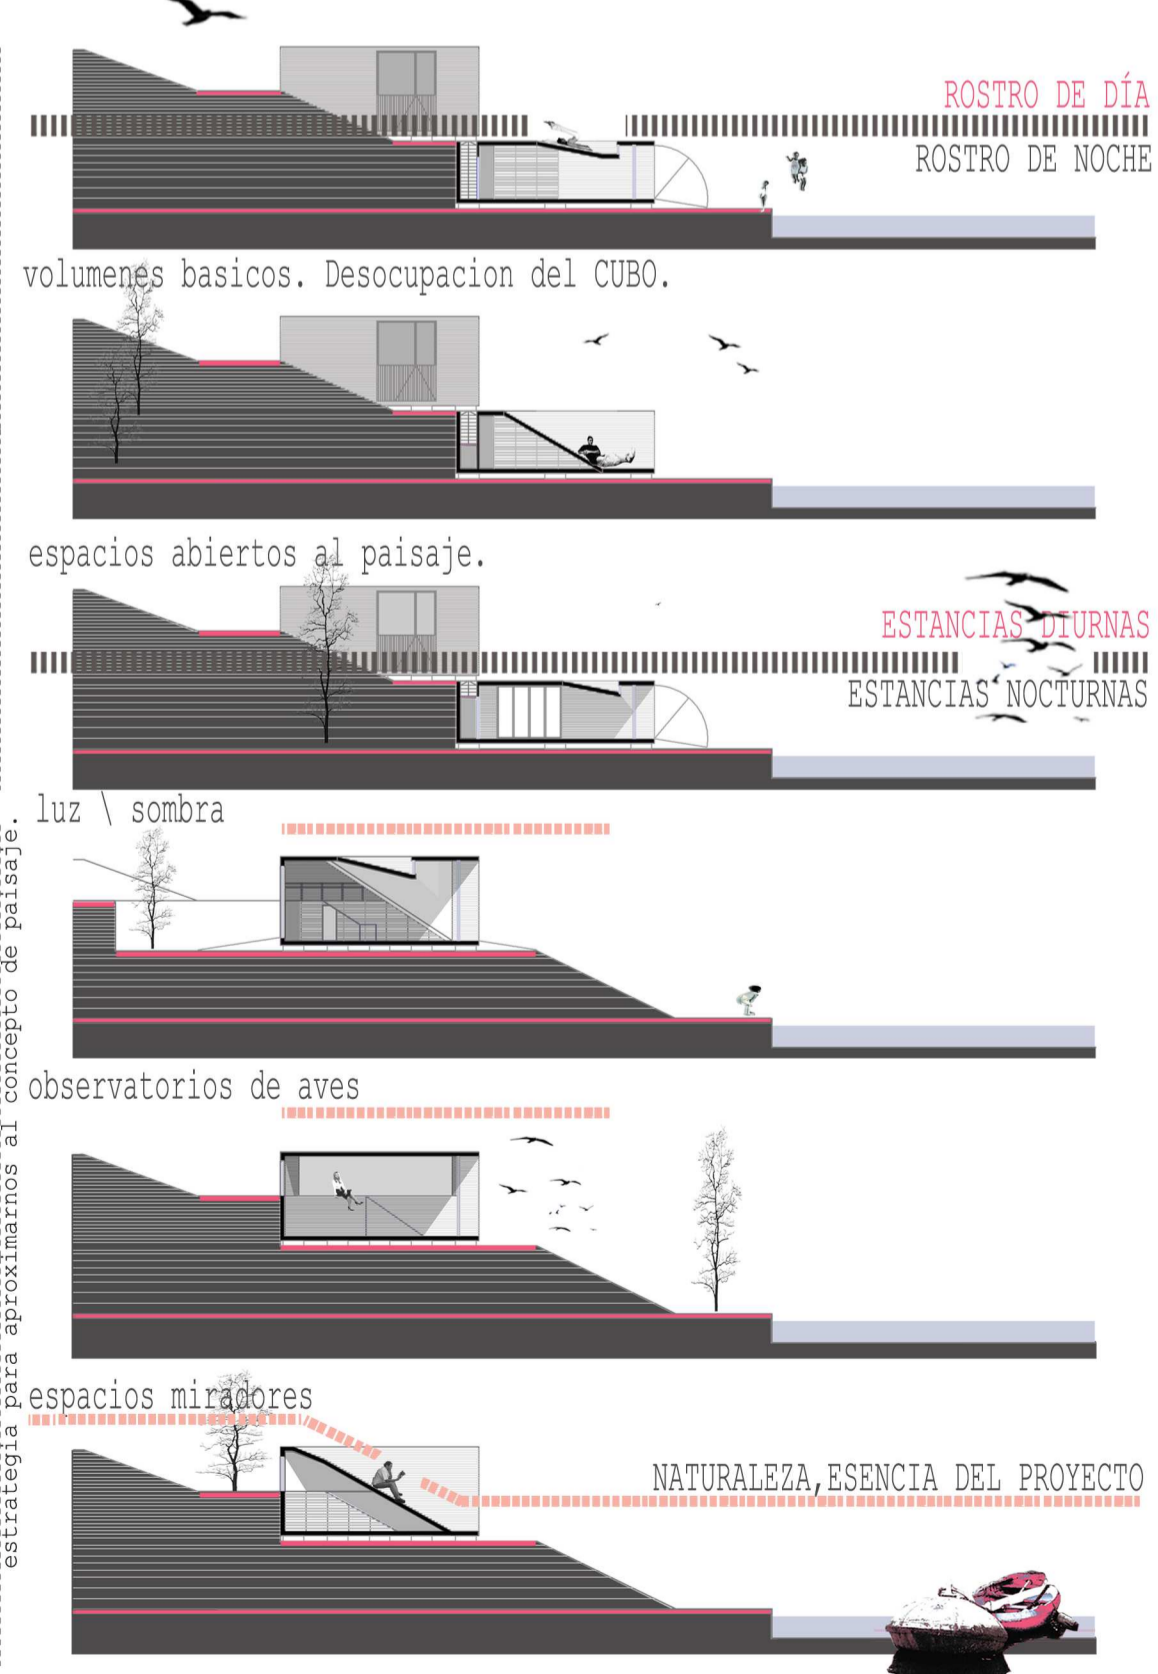 ROSTRO DE DÍA
ROSTRO DE NOCHE
volumenes basicos. Desocupacion del CUBO.
espacios abiertos al paisaje.
ESTANCIAS DIURNAS
ESTANCIAS NOCTURNAS
luz \ sombra
observatorios de aves
espacios miradores
NATURALEZA,ESENCIA DEL PROYECTO
estrategia para aproximarnos al concepto de paisaje.